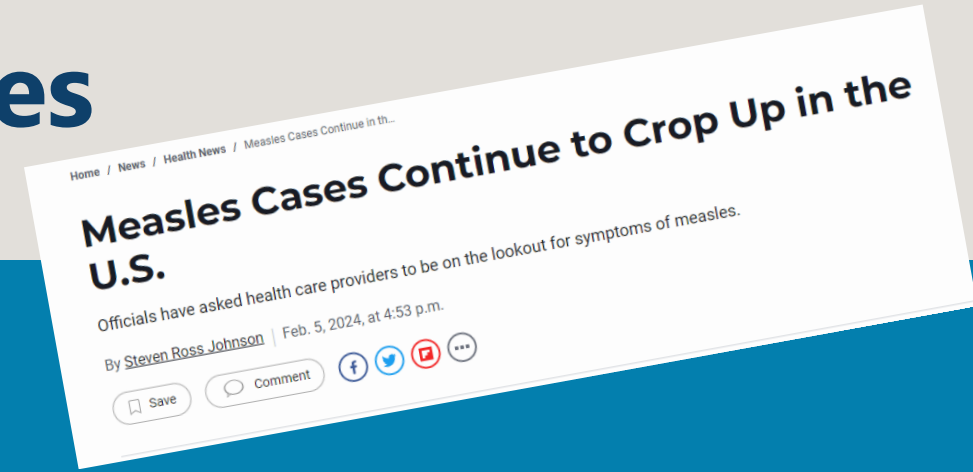 es
Home / News / Health News / Measles Cases Continue in th...
Measles Cases Continue to Crop Up in the
U.S.
Officials have asked health care providers to be on the lookout for symptoms of measles.
By Steven Ross Johnson | Feb. 5, 2024, at 4:53 p.m.
Save Comment